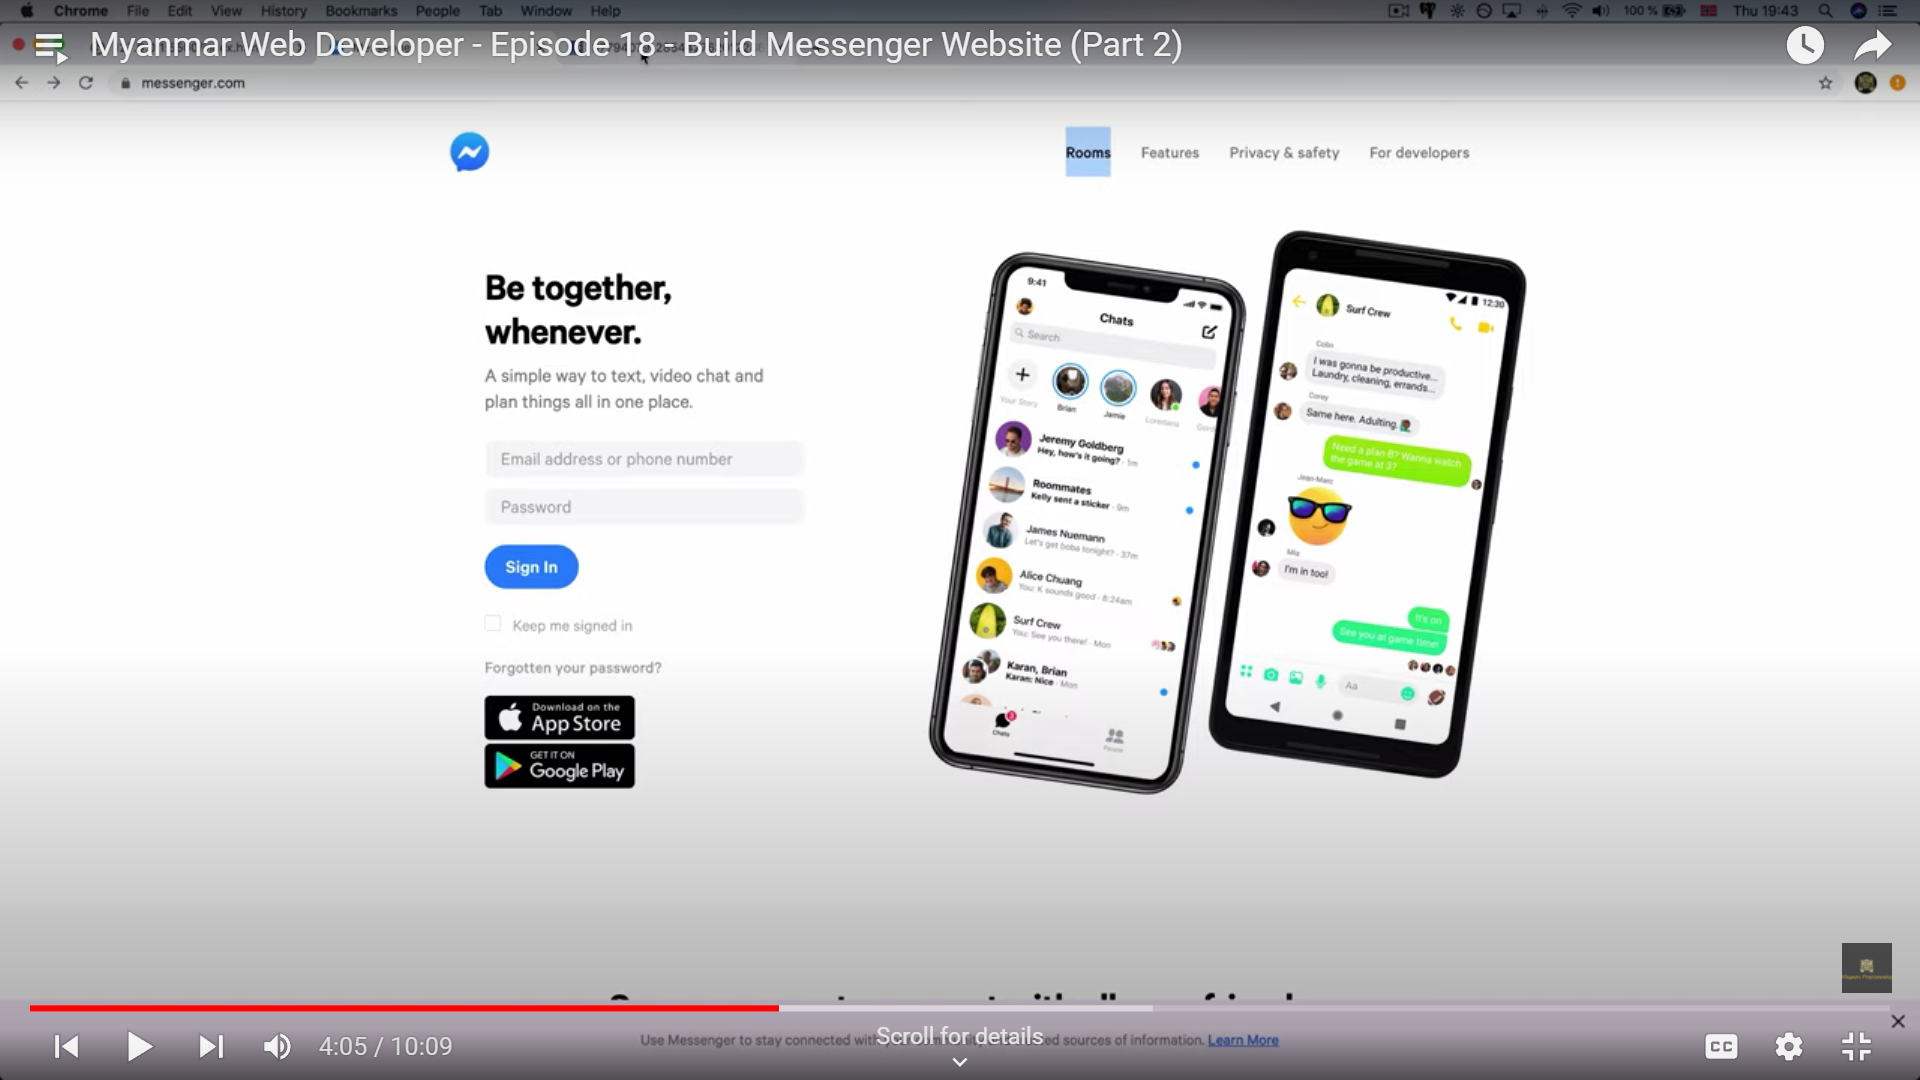 Chrome File Edit View History Bookmarks People Tab Window Help 100 % Thu 19:43
Myanmar Web Developer - Episode 18 - Build Messenger Website (Part 2)
messenger.com
Rooms Features Privacy & safety For developers
Be together,
whenever.
A simple way to text, video chat and
plan things all in one place.
Email address or phone number
Password
Sign In
Keep me signed in
Forgotten your password?
Download on the
App Store
GET IT ON
Google Play
9:41
Chats
Search
Your Story Brian Jamie Loredana
Jeremy Goldberg
Hey, how's it going? · 1m
Roommates
Kelly sent a sticker · 9m
James Nuemann
Let's get boba tonight? · 37m
Alice Chuang
You: K sounds good · 8:24am
Surf Crew
You: See you there! · Mon
Karan, Brian
Karan: Nice · Mon
3
Chats People
12:30
Surf Crew
Colin
I was gonna be productive...
Laundry, cleaning, errands...
Corey
Same here. Adulting.
Need a plan B? Wanna watch
the game at 3?
Jean-Marc
Mia
I'm in too!
It's on
See you at game time!
Aa
4:05 / 10:09
Scroll for details
Use Messenger to stay connected with sources of information. Learn More
CC